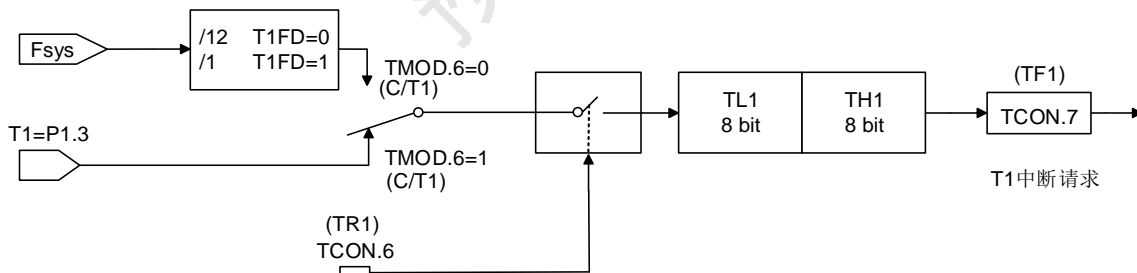 Fsys
/12 T1FD=0
/1 T1FD=1
TMOD.6=0
(C/T1)
T1=P1.3
TMOD.6=1
(C/T1)
(TR1)
TCON.6
TL1
8 bit
TH1
8 bit
(TF1)
TCON.7
T1中断请求